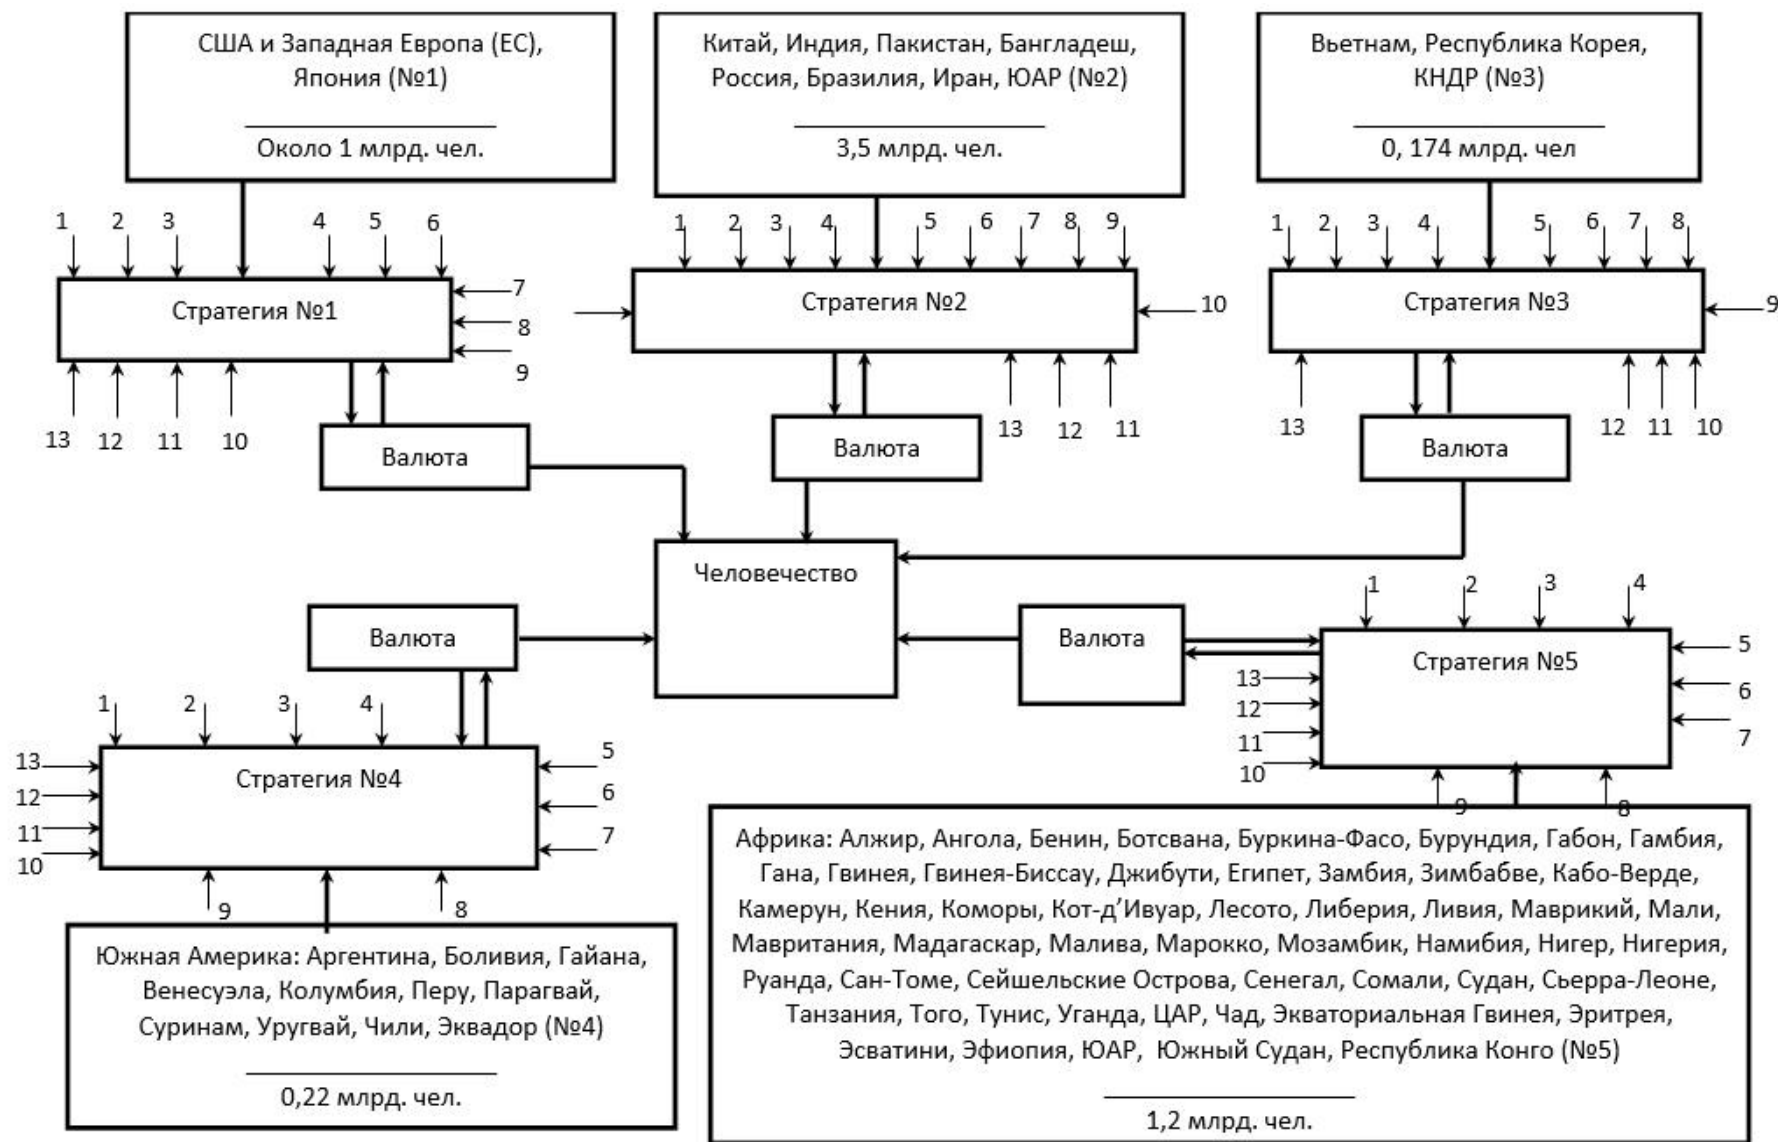 США и Западная Европа (ЕС),
Япония (№1)
Около 1 млрд. чел.
Китай, Индия, Пакистан, Бангладеш,
Россия, Бразилия, Иран, ЮАР (№2)
3,5 млрд. чел.
Вьетнам, Республика Корея,
КНДР (№3)
0, 174 млрд. чел
1 2 3 4 5 6
Стратегия №1
7
8
9
13 12 11 10
Валюта
1 2 3 4 5 6 7 8 9
Стратегия №2
10
13 12 11
Валюта
1 2 3 4 5 6 7 8
Стратегия №3
9
13 12 11 10
Валюта
Человечество
Валюта
Валюта
1 2 3 4
Стратегия №4
13
12
11
10
5
6
7
9 8
1 2 3 4
Стратегия №5
5
6
7
13
12
11
10
9 8
Южная Америка: Аргентина, Боливия, Гайана,
Венесуэла, Колумбия, Перу, Парагвай,
Суринам, Уругвай, Чили, Эквадор (№4)
0,22 млрд. чел.
Африка: Алжир, Ангола, Бенин, Ботсвана, Буркина-Фасо, Бурундия, Габон, Гамбия,
Гана, Гвинея, Гвинея-Биссау, Джибути, Египет, Замбия, Зимбабве, Кабо-Верде,
Камерун, Кения, Коморы, Кот-д’Ивуар, Лесото, Либерия, Ливия, Маврикий, Мали,
Мавритания, Мадагаскар, Малива, Марокко, Мозамбик, Намибия, Нигер, Нигерия,
Руанда, Сан-Томе, Сейшельские Острова, Сенегал, Сомали, Судан, Сьерра-Леоне,
Танзания, Того, Тунис, Уганда, ЦАР, Чад, Экваториальная Гвинея, Эритрея,
Эсватини, Эфиопия, ЮАР, Южный Судан, Республика Конго (№5)
1,2 млрд. чел.